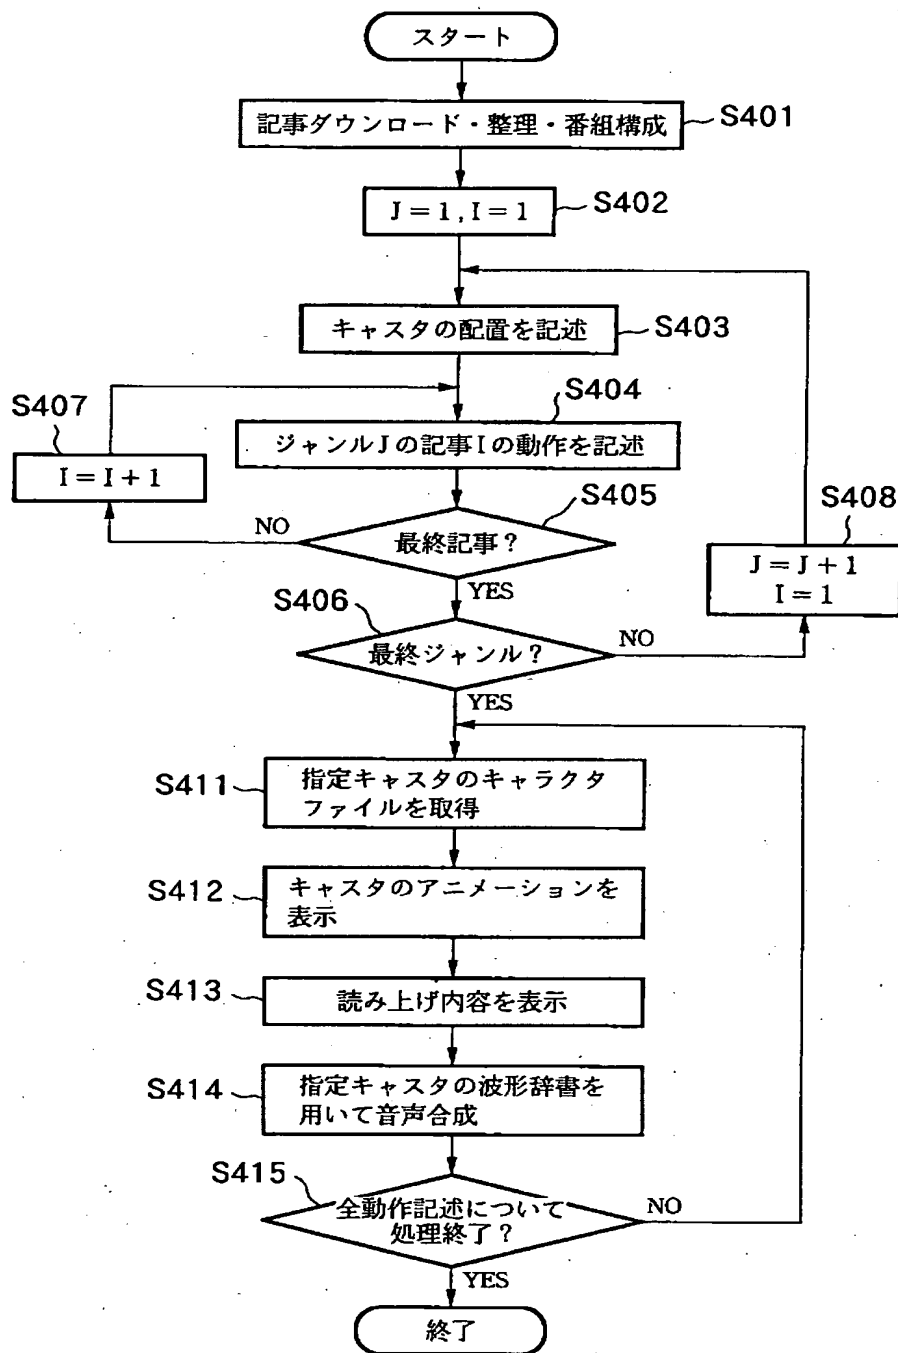 スタート
記事ダウンロード・整理・番組構成
S401
J = 1 , I = 1
S402
キャスタの配置を記述
S403
S407
I = I + 1
S404
ジャンルJの記事Iの動作を記述
S405
最終記事?
NO
YES
S408
J = J + 1
I = 1
S406
最終ジャンル?
NO
YES
S411
指定キャスタのキャラクタ
ファイルを取得
S412
キャスタのアニメーションを
表示
S413
読み上げ内容を表示
S414
指定キャスタの波形辞書を
用いて音声合成
S415
全動作記述について
処理終了?
NO
YES
終了